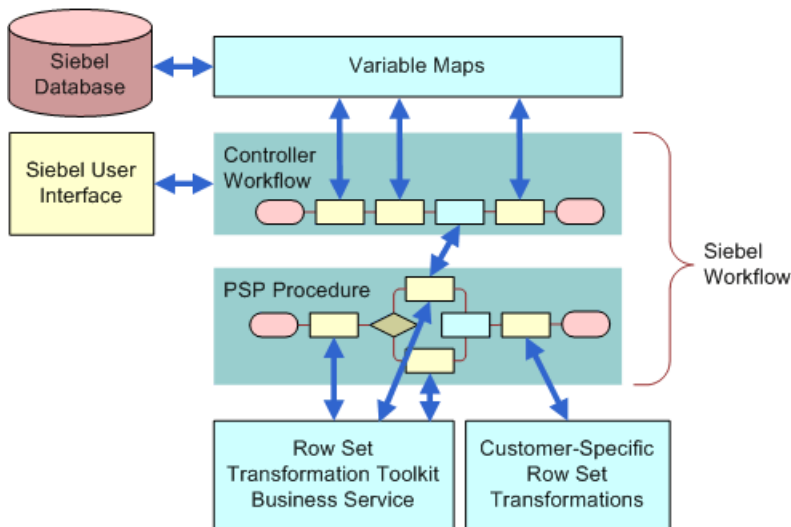 Siebel
Database
Variable Maps
Siebel User
Interface
Controller
Workflow
Siebel
Workflow
PSP Procedure
Row Set
Transformation Toolkit
Business Service
Customer-Specific
Row Set
Transformations